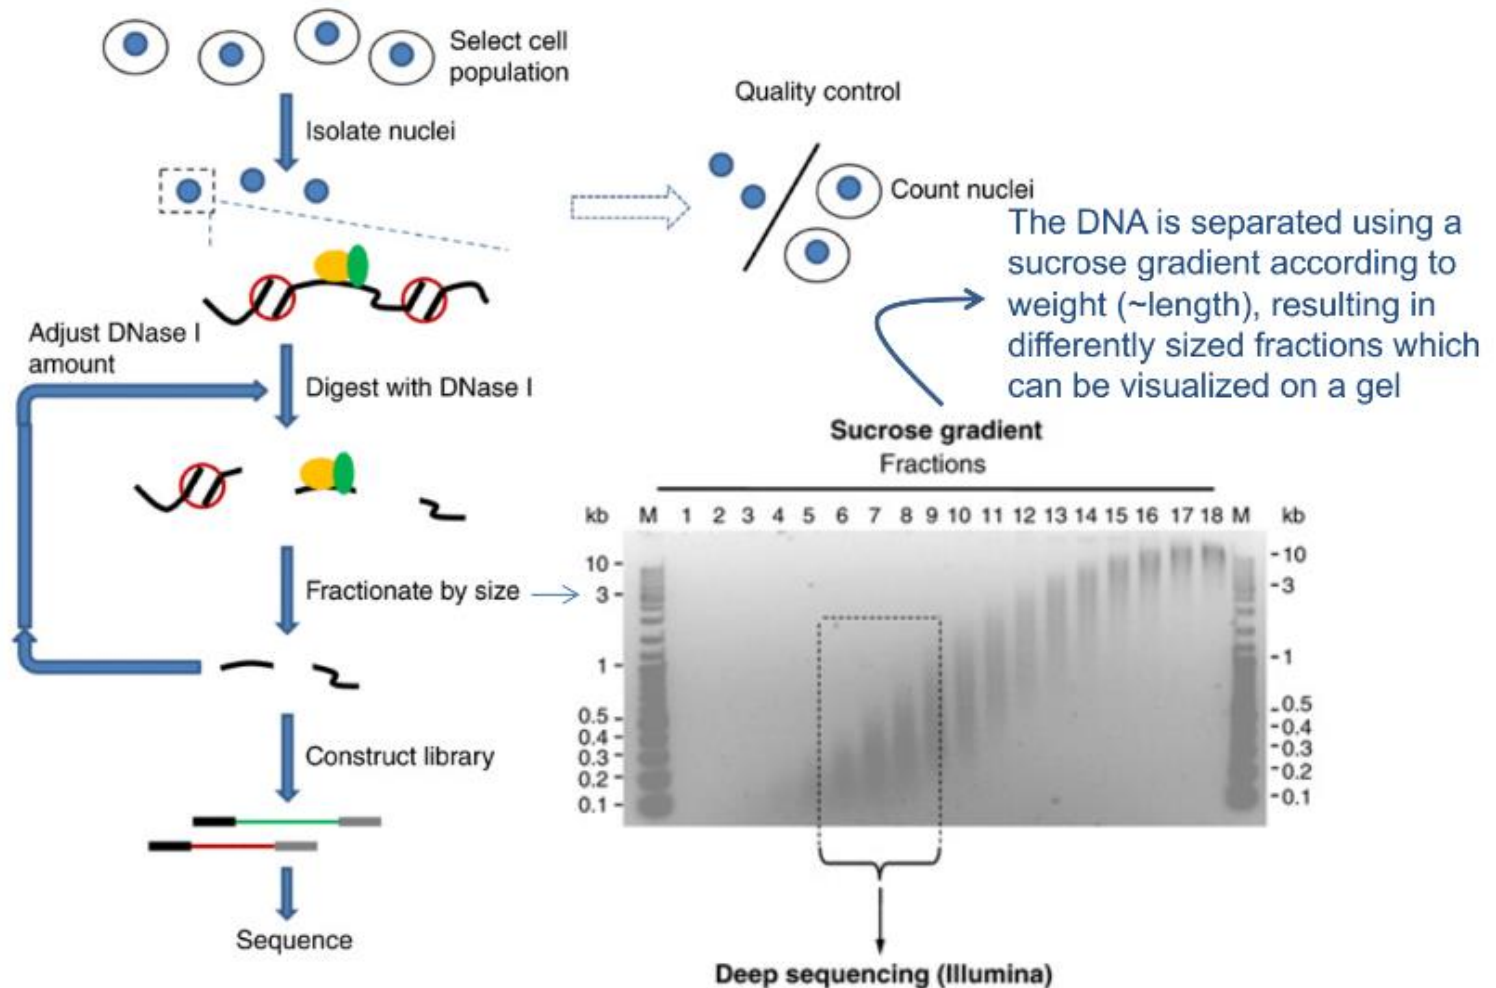 Select cell
population
Isolate nuclei
Quality control
Count nuclei
The DNA is separated using a
sucrose gradient according to
weight (~length), resulting in
differently sized fractions which
can be visualized on a gel
Adjust DNase I
amount
Digest with DNase I
Fractionate by size
Construct library
Sequence
Sucrose gradient
Fractions
kb M 1 2 3 4 5 6 7 8 9 10 11 12 13 14 15 16 17 18 M kb
10 -
3 -
1 -
0.5 -
0.4 -
0.3 -
0.2 -
0.1 -
-10
-3
-1
-0.5
-0.4
-0.3
-0.2
-0.1
Deep sequencing (Illumina)